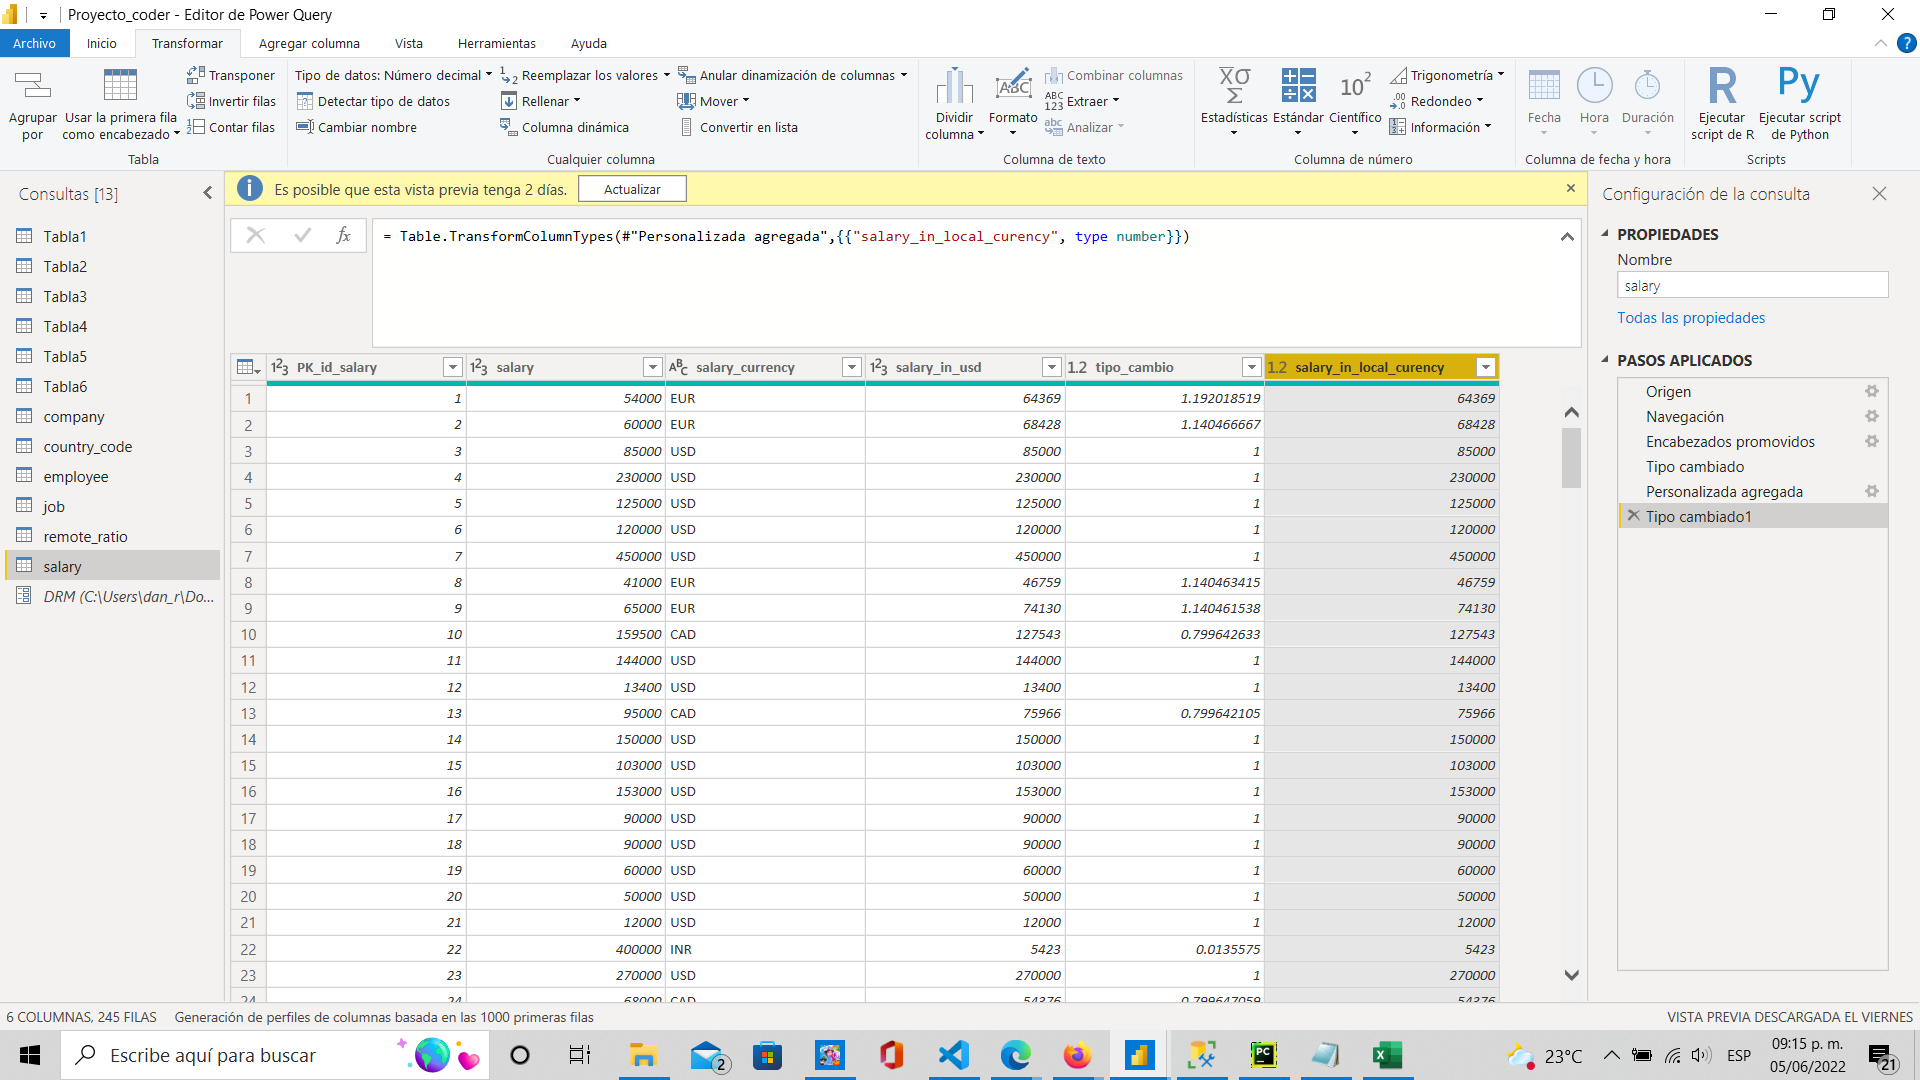 Proyecto_coder - Editor de Power Query
Archivo Inicio Transformar Agregar columna Vista Herramientas Ayuda
Agrupar por
Usar la primera fila como encabezado
Transponer
Invertir filas
Contar filas
Tabla
Tipo de datos: Número decimal
Detectar tipo de datos
Cambiar nombre
Reemplazar los valores
Rellenar
Columna dinámica
Anular dinamización de columnas
Mover
Convertir en lista
Cualquier columna
Dividir columna
Formato
Combinar columnas
Extraer
Analizar
Columna de texto
Estadísticas
Estándar
Científico
Trigonometría
Redondeo
Información
Columna de número
Fecha
Hora
Duración
Columna de fecha y hora
Ejecutar script de R
Ejecutar script de Python
Scripts
Consultas [13]
Tabla1
Tabla2
Tabla3
Tabla4
Tabla5
Tabla6
company
country_code
employee
job
remote_ratio
salary
DRM (C:\Users\dan_r\Do...
Es posible que esta vista previa tenga 2 días. Actualizar
fx
= Table.TransformColumnTypes(#"Personalizada agregada",{{"salary_in_local_curency", type number}})
PK_id_salary salary salary_currency salary_in_usd 1.2 tipo_cambio 1.2 salary_in_local_curency
1 1 54000 EUR 64369 1.192018519 64369
2 2 60000 EUR 68428 1.140466667 68428
3 3 85000 USD 85000 1 85000
4 4 230000 USD 230000 1 230000
5 5 125000 USD 125000 1 125000
6 6 120000 USD 120000 1 120000
7 7 450000 USD 450000 1 450000
8 8 41000 EUR 46759 1.140463415 46759
9 9 65000 EUR 74130 1.140461538 74130
10 10 159500 CAD 127543 0.799642633 127543
11 11 144000 USD 144000 1 144000
12 12 13400 USD 13400 1 13400
13 13 95000 CAD 75966 0.799642105 75966
14 14 150000 USD 150000 1 150000
15 15 103000 USD 103000 1 103000
16 16 153000 USD 153000 1 153000
17 17 90000 USD 90000 1 90000
18 18 90000 USD 90000 1 90000
19 19 60000 USD 60000 1 60000
20 20 50000 USD 50000 1 50000
21 21 12000 USD 12000 1 12000
22 22 400000 INR 5423 0.0135575 5423
23 23 270000 USD 270000 1 270000
24 24 68000 CAD 54376 0.799647059 54376
Configuración de la consulta
PROPIEDADES
Nombre
salary
Todas las propiedades
PASOS APLICADOS
Origen
Navegación
Encabezados promovidos
Tipo cambiado
Personalizada agregada
Tipo cambiado1
6 COLUMNAS, 245 FILAS Generación de perfiles de columnas basada en las 1000 primeras filas VISTA PREVIA DESCARGADA EL VIERNES
Escribe aquí para buscar
2
23°C
ESP
09:15 p. m.
05/06/2022
21